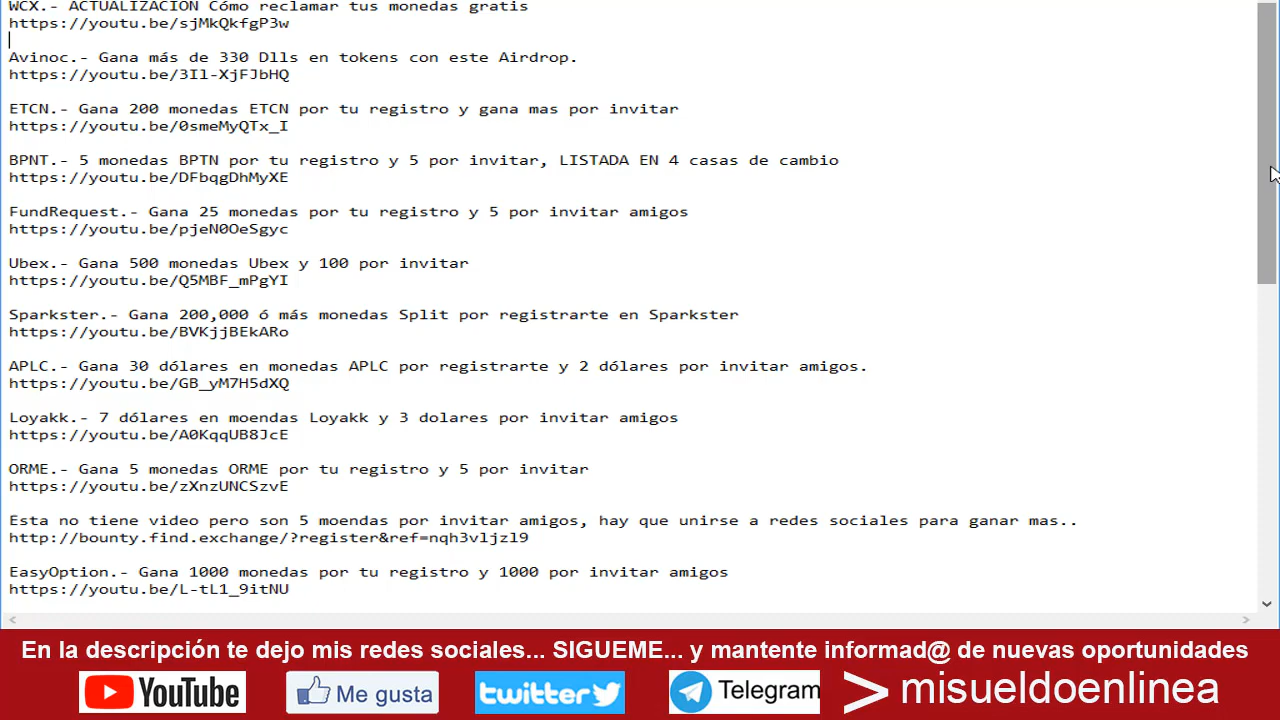 WCX.- ACTUALIZACION Cómo reclamar tus monedas gratis
https://youtu.be/sjMkQkfgP3w
Avinoc.- Gana más de 330 Dlls en tokens con este Airdrop.
https://youtu.be/3Il-XjFJbHQ
ETCN.- Gana 200 monedas ETCN por tu registro y gana mas por invitar
https://youtu.be/0smeMyQTx_I
BPNT.- 5 monedas BPTN por tu registro y 5 por invitar, LISTADA EN 4 casas de cambio
https://youtu.be/DFbqgDhMyXE
FundRequest.- Gana 25 monedas por tu registro y 5 por invitar amigos
https://youtu.be/pjeN0OeSgyc
Ubex.- Gana 500 monedas Ubex y 100 por invitar
https://youtu.be/Q5MBF_mPgYI
Sparkster.- Gana 200,000 ó más monedas Split por registrarte en Sparkster
https://youtu.be/BVKjjBEkARo
APLC.- Gana 30 dólares en monedas APLC por registrarte y 2 dólares por invitar amigos.
https://youtu.be/GB_yM7H5dXQ
Loyakk.- 7 dólares en moendas Loyakk y 3 dolares por invitar amigos
https://youtu.be/A0KqqUB8JcE
ORME.- Gana 5 monedas ORME por tu registro y 5 por invitar
https://youtu.be/zXnzUNCSzvE
Esta no tiene video pero son 5 moendas por invitar amigos, hay que unirse a redes sociales para ganar mas..
http://bounty.find.exchange/?register&ref=nqh3vljzl9
EasyOption.- Gana 1000 monedas por tu registro y 1000 por invitar amigos
https://youtu.be/L-tL1_9itNU
En la descripción te dejo mis redes sociales... SIGUEME... y mantente informad@ de nuevas oportunidades
YouTube Me gusta twitter Telegram > misueldoenlinea